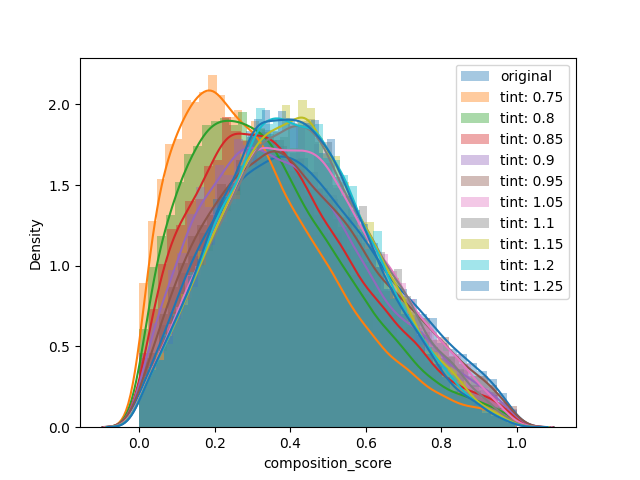 original
tint: 0.75
tint: 0.8
tint: 0.85
tint: 0.9
tint: 0.95
tint: 1.05
tint: 1.1
tint: 1.15
tint: 1.2
tint: 1.25
Density
2.0
1.5
1.0
0.5
0.0
0.0 0.2 0.4 0.6 0.8 1.0
composition_score